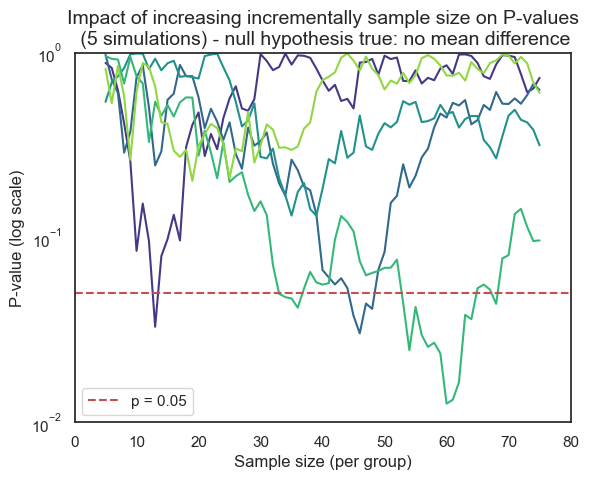 Impact of increasing incrementally sample size on P-values
(5 simulations) - null hypothesis true: no mean difference
P-value (log scale)
10⁰
10⁻¹
10⁻²
p = 0.05
0 10 20 30 40 50 60 70 80
Sample size (per group)